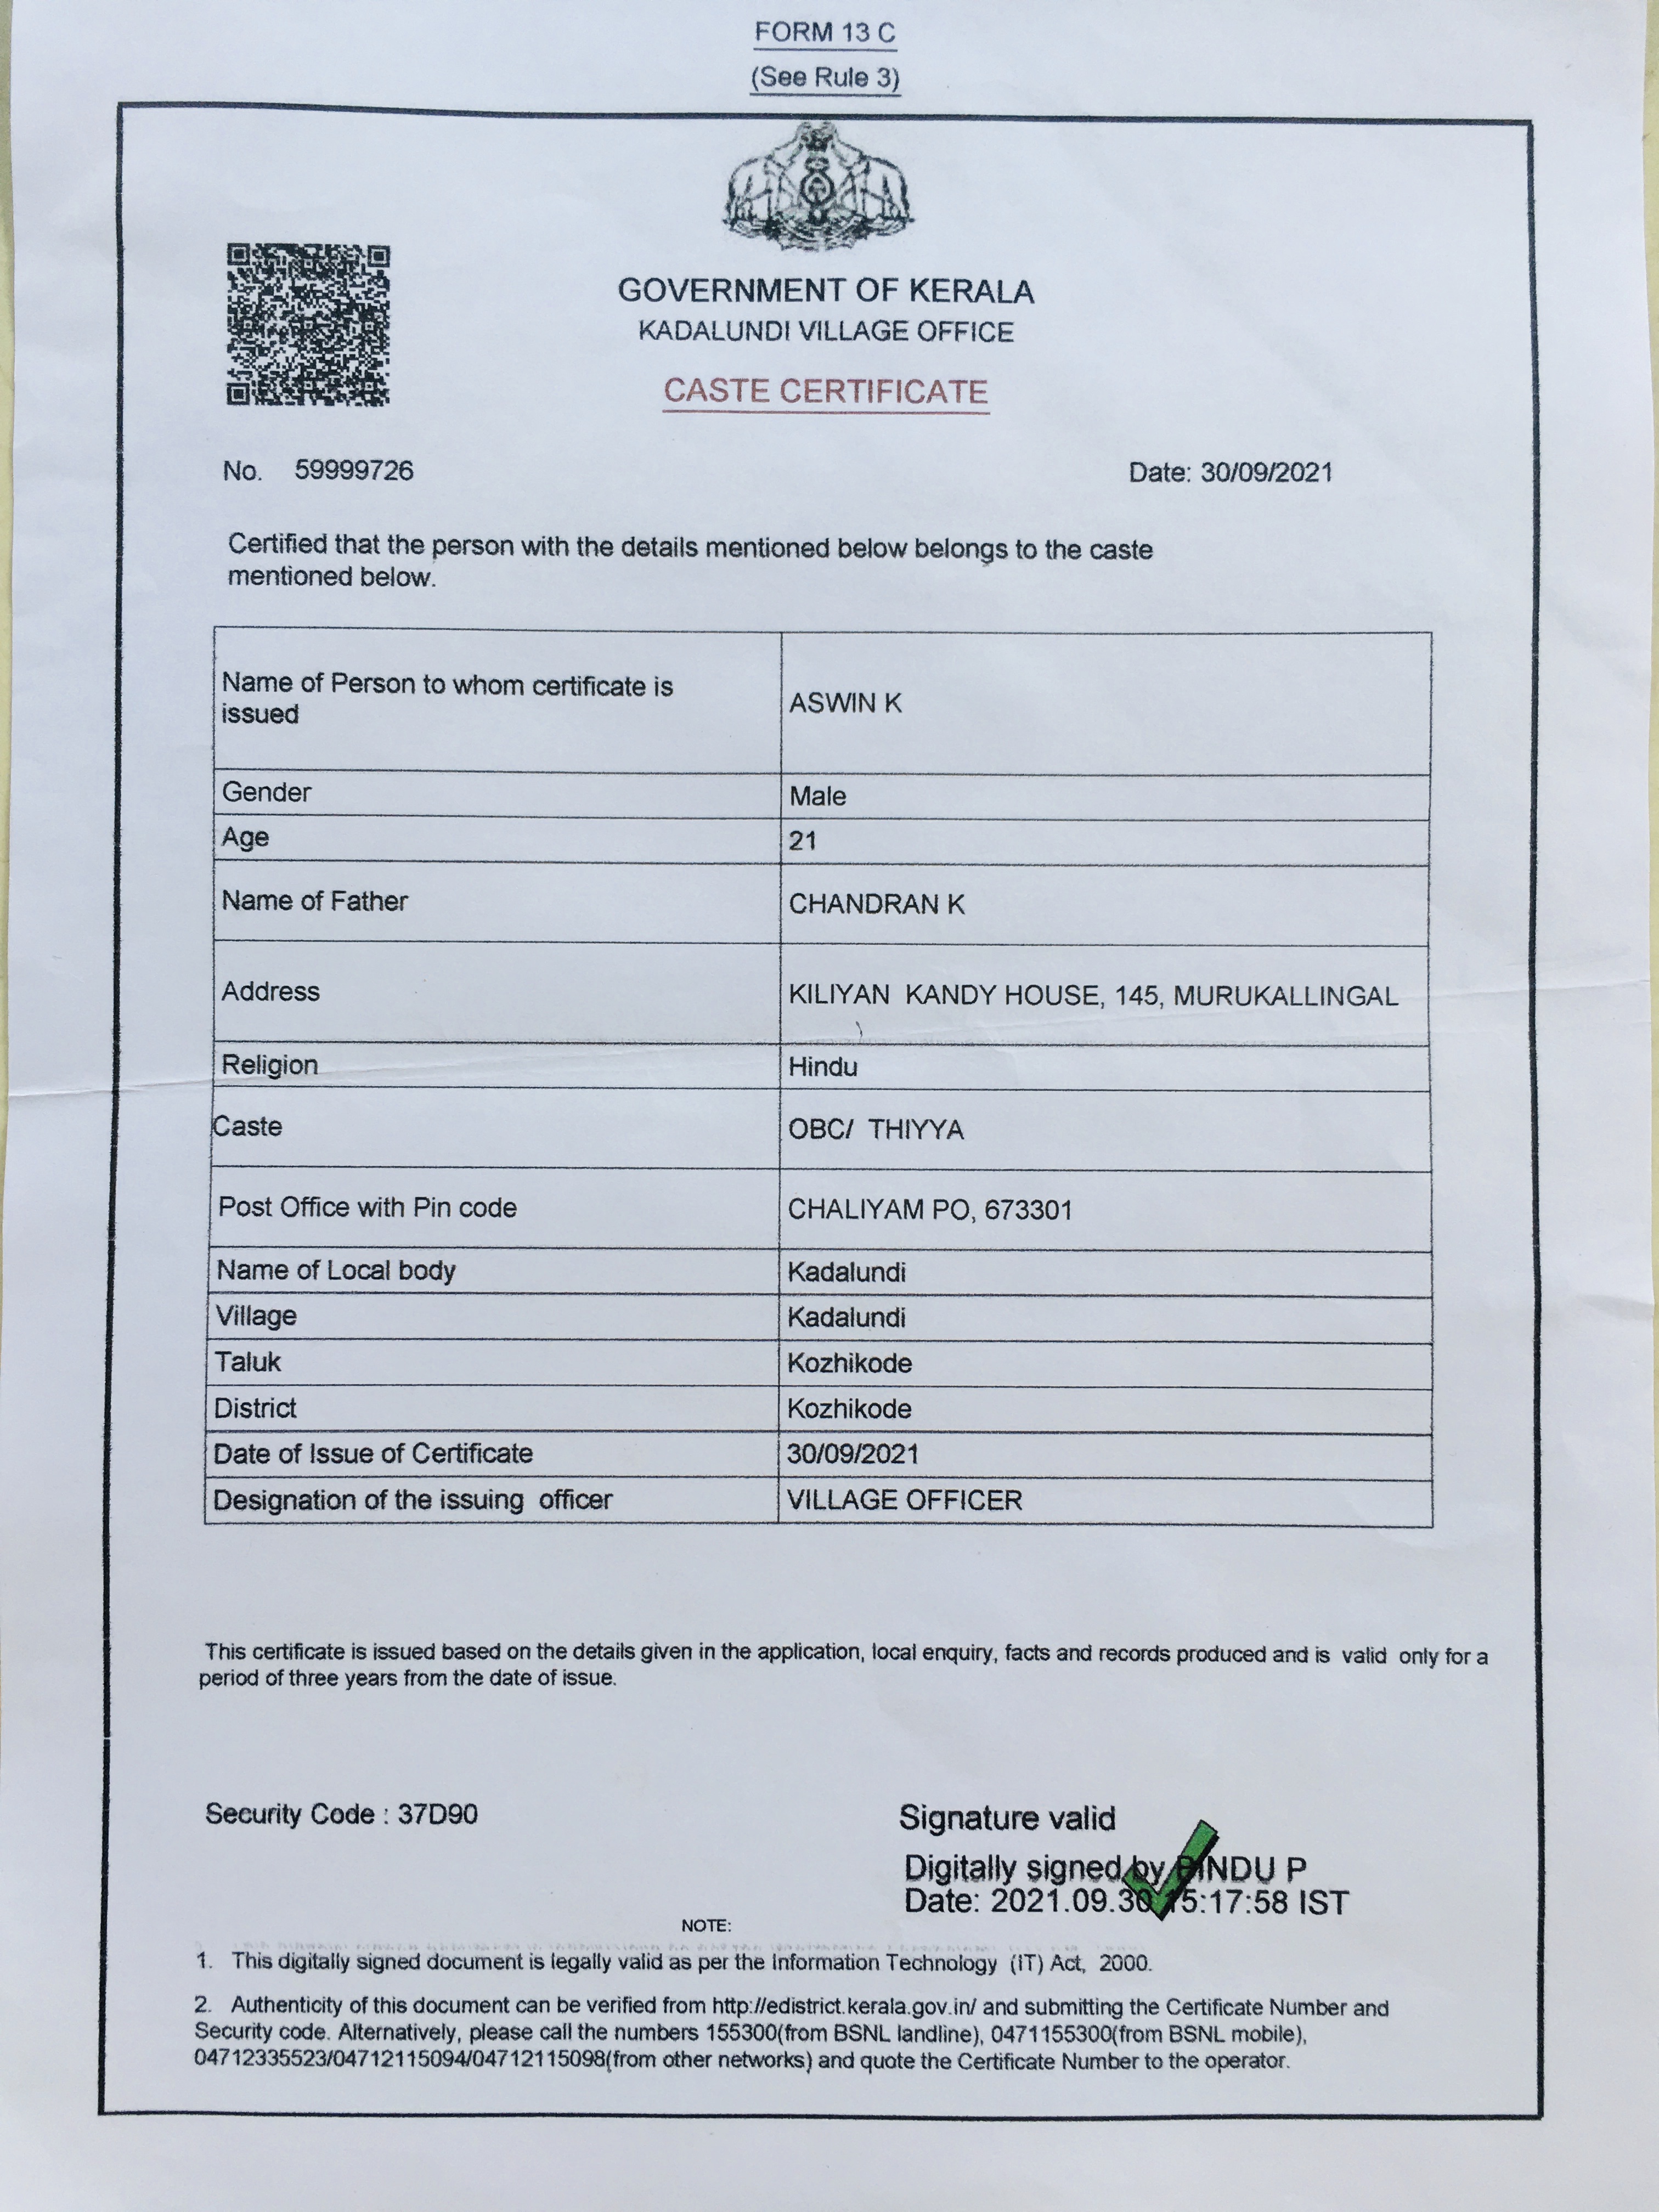 FORM 13 C
(See Rule 3)
GOVERNMENT OF KERALA
KADALUNDI VILLAGE OFFICE
CASTE CERTIFICATE
No. 59999726 Date: 30/09/2021
Certified that the person with the details mentioned below belongs to the caste
mentioned below.
Name of Person to whom certificate is
issued
ASWIN K
Gender Male
Age 21
Name of Father CHANDRAN K
Address KILIYAN KANDY HOUSE, 145, MURUKALLINGAL
Religion Hindu
Caste OBC/ THIYYA
Post Office with Pin code CHALIYAM PO, 673301
Name of Local body Kadalundi
Village Kadalundi
Taluk Kozhikode
District Kozhikode
Date of Issue of Certificate 30/09/2021
Designation of the issuing officer VILLAGE OFFICER
This certificate is issued based on the details given in the application, local enquiry, facts and records produced and is valid only for a
period of three years from the date of issue.
Security Code : 37D90
Signature valid
Digitally signed by BINDU P
Date: 2021.09.30 15:17:58 IST
NOTE:
1. This digitally signed document is legally valid as per the Information Technology (IT) Act, 2000.
2. Authenticity of this document can be verified from http://edistrict.kerala.gov.in/ and submitting the Certificate Number and
Security code. Alternatively, please call the numbers 155300(from BSNL landline), 0471155300(from BSNL mobile),
04712335523/04712115094/04712115098(from other networks) and quote the Certificate Number to the operator.